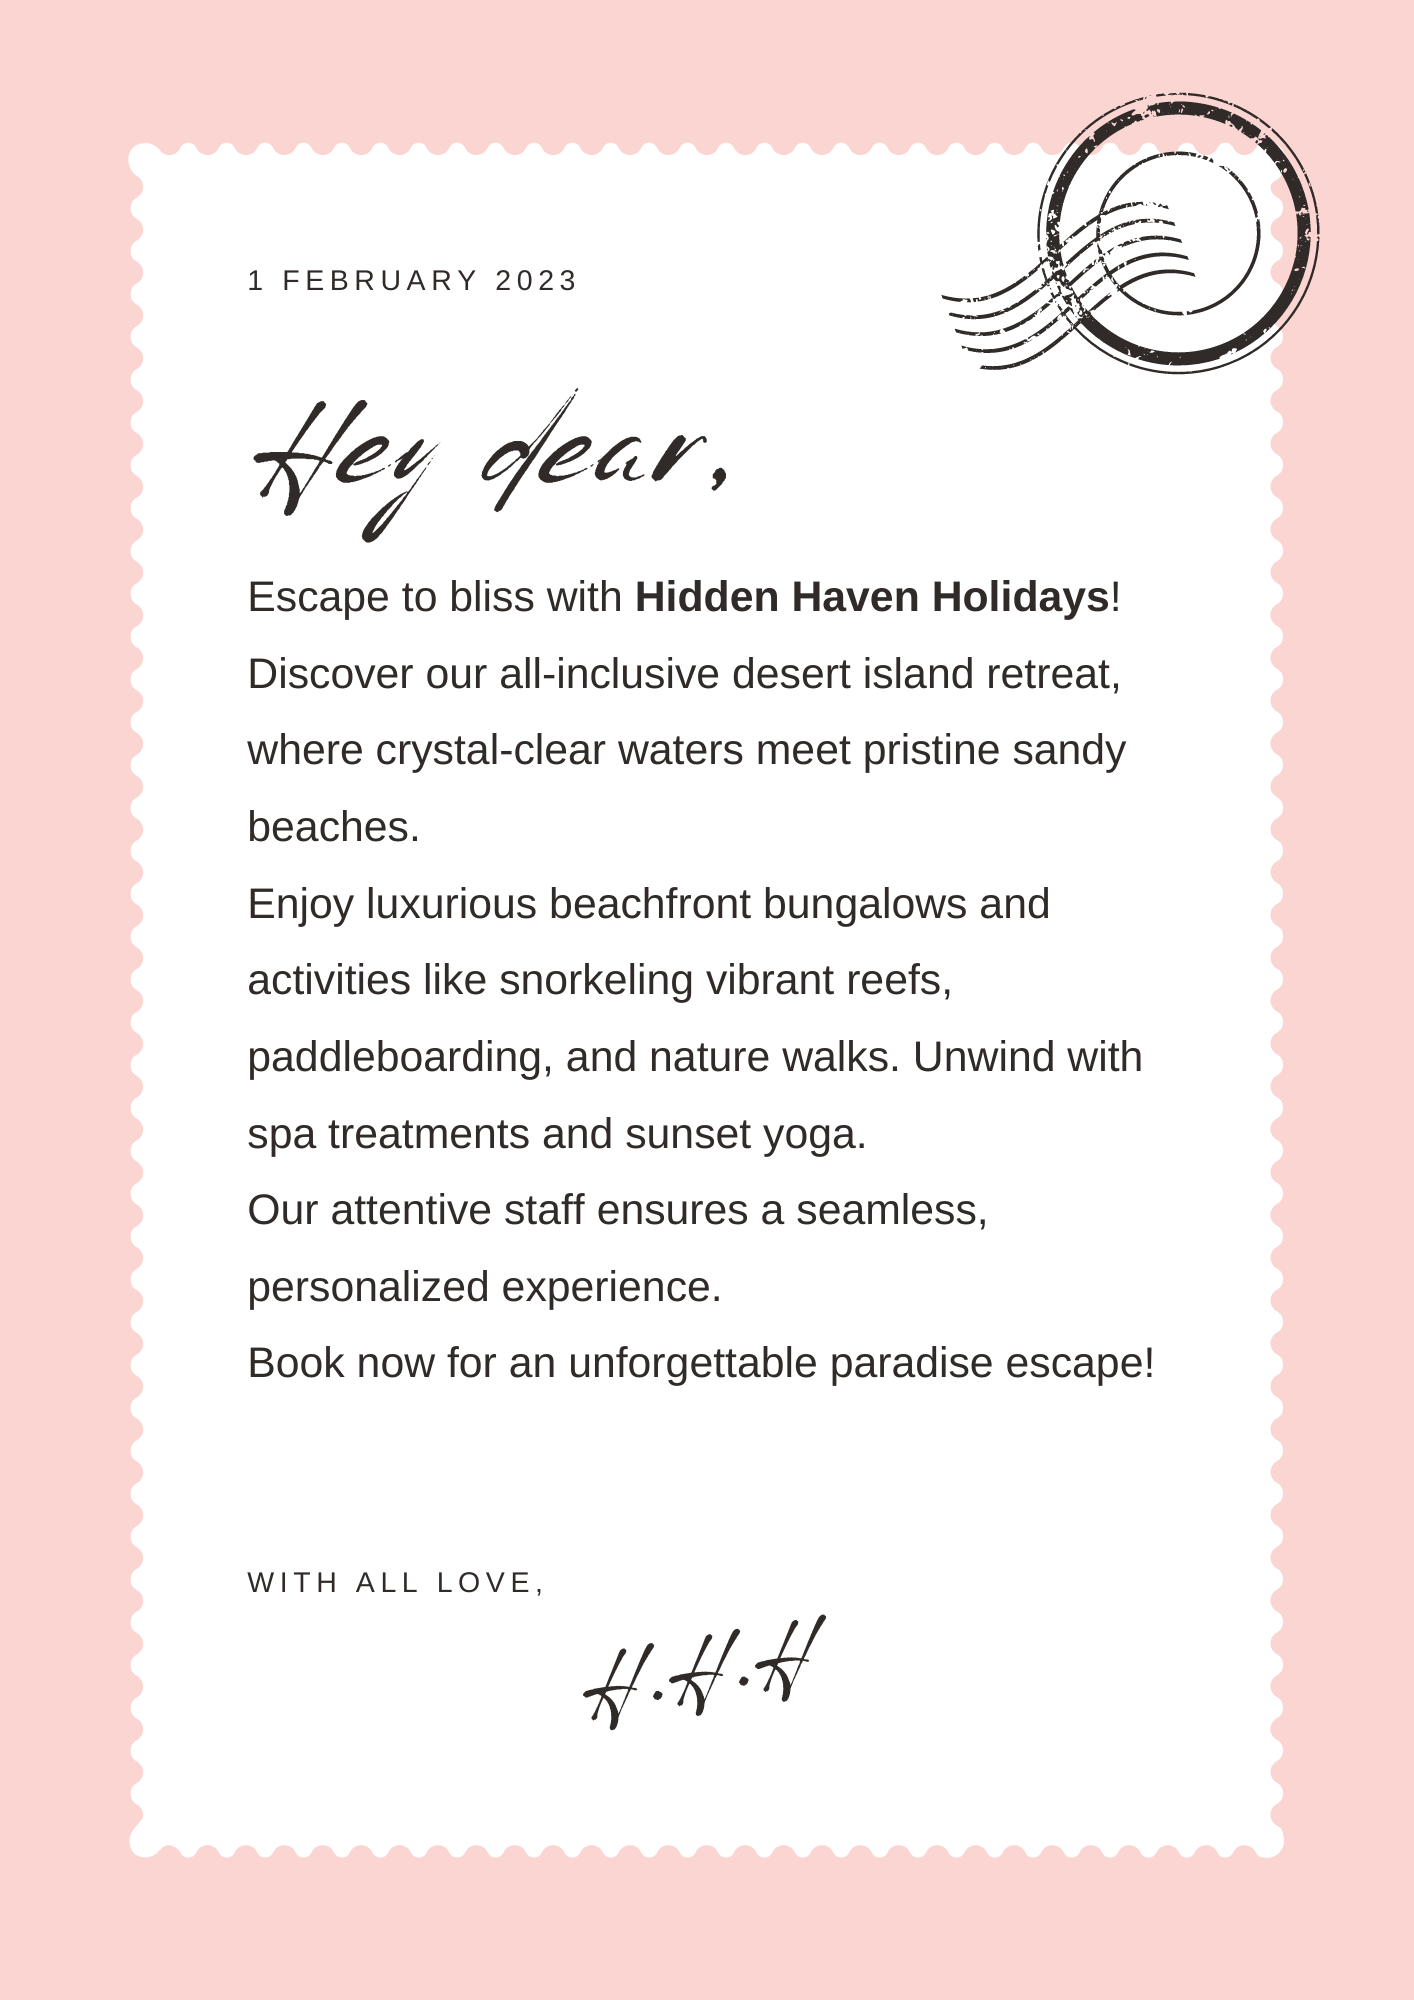 1 FEBRUARY 2023
Hey dear,
Escape to bliss with Hidden Haven Holidays!
Discover our all-inclusive desert island retreat,
where crystal-clear waters meet pristine sandy
beaches.
Enjoy luxurious beachfront bungalows and
activities like snorkeling vibrant reefs,
paddleboarding, and nature walks. Unwind with
spa treatments and sunset yoga.
Our attentive staff ensures a seamless,
personalized experience.
Book now for an unforgettable paradise escape!
WITH ALL LOVE,
H.H.H